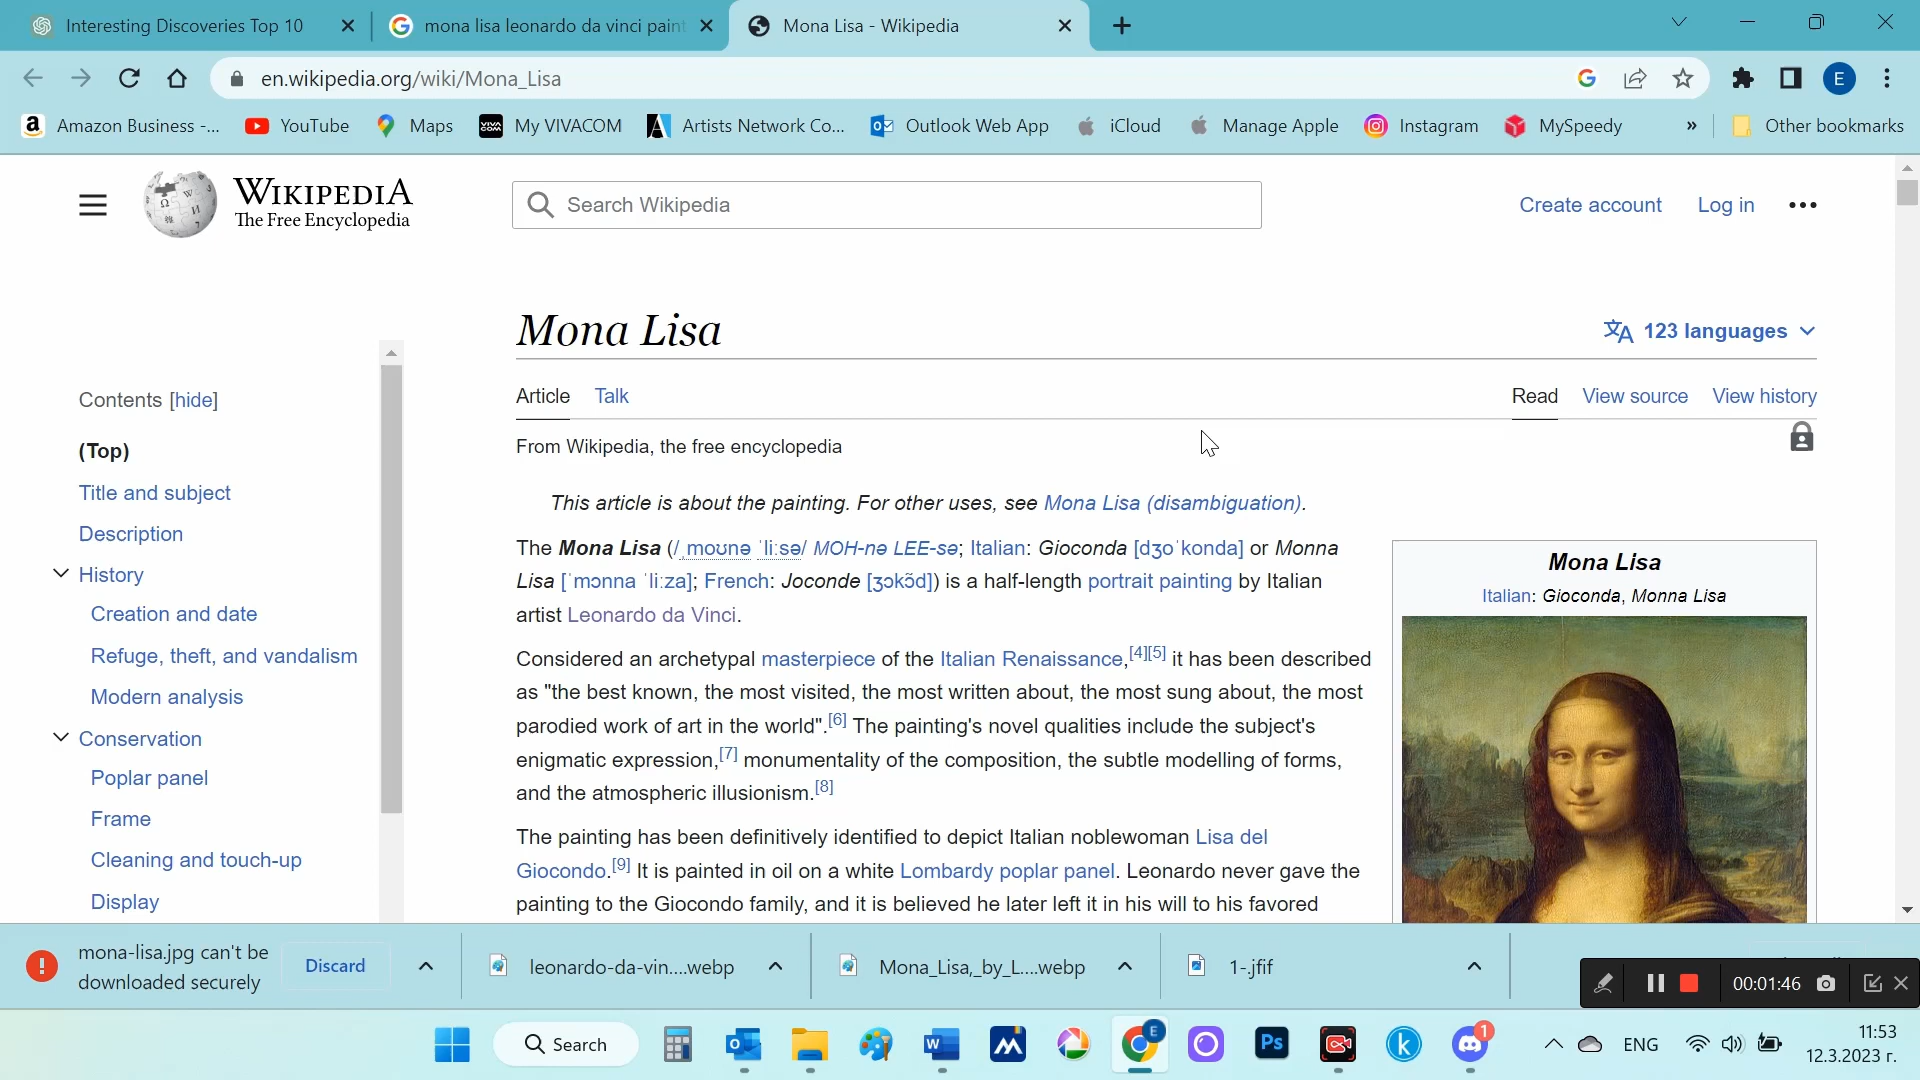 Interesting Discoveries Top 10
mona lisa leonardo da vinci paint
Mona Lisa - Wikipedia
en.wikipedia.org/wiki/Mona_Lisa
E
Amazon Business -...
YouTube
Maps
My VIVACOM
Artists Network Co...
Outlook Web App
iCloud
Manage Apple
Instagram
MySpeedy
»
Other bookmarks
WIKIPEDIA
The Free Encyclopedia
Search Wikipedia
Create account
Log in
Mona Lisa
123 languages
Article
Talk
Read
View source
View history
From Wikipedia, the free encyclopedia
Contents [hide]
(Top)
Title and subject
Description
History
Creation and date
Refuge, theft, and vandalism
Modern analysis
Conservation
Poplar panel
Frame
Cleaning and touch-up
Display
This article is about the painting. For other uses, see Mona Lisa (disambiguation).
The Mona Lisa (/ˌmoʊnə ˈliːsə/ MOH-nə LEE-sə; Italian: Gioconda [dʒoˈkonda] or Monna
Lisa [ˈmɔnna ˈliːza]; French: Joconde [ʒɔkɔ̃d]) is a half-length portrait painting by Italian
artist Leonardo da Vinci.
Considered an archetypal masterpiece of the Italian Renaissance,[4][5] it has been described
as "the best known, the most visited, the most written about, the most sung about, the most
parodied work of art in the world".[6] The painting's novel qualities include the subject's
enigmatic expression,[7] monumentality of the composition, the subtle modelling of forms,
and the atmospheric illusionism.[8]
The painting has been definitively identified to depict Italian noblewoman Lisa del
Giocondo.[9] It is painted in oil on a white Lombardy poplar panel. Leonardo never gave the
painting to the Giocondo family, and it is believed he later left it in his will to his favored
Mona Lisa
Italian: Gioconda, Monna Lisa
mona-lisa.jpg can't be
downloaded securely
Discard
leonardo-da-vin....webp
Mona_Lisa,_by_L....webp
1-.jfif
00:01:46
Search
E
Ps
k
1
ENG
11:53
12.3.2023 г.